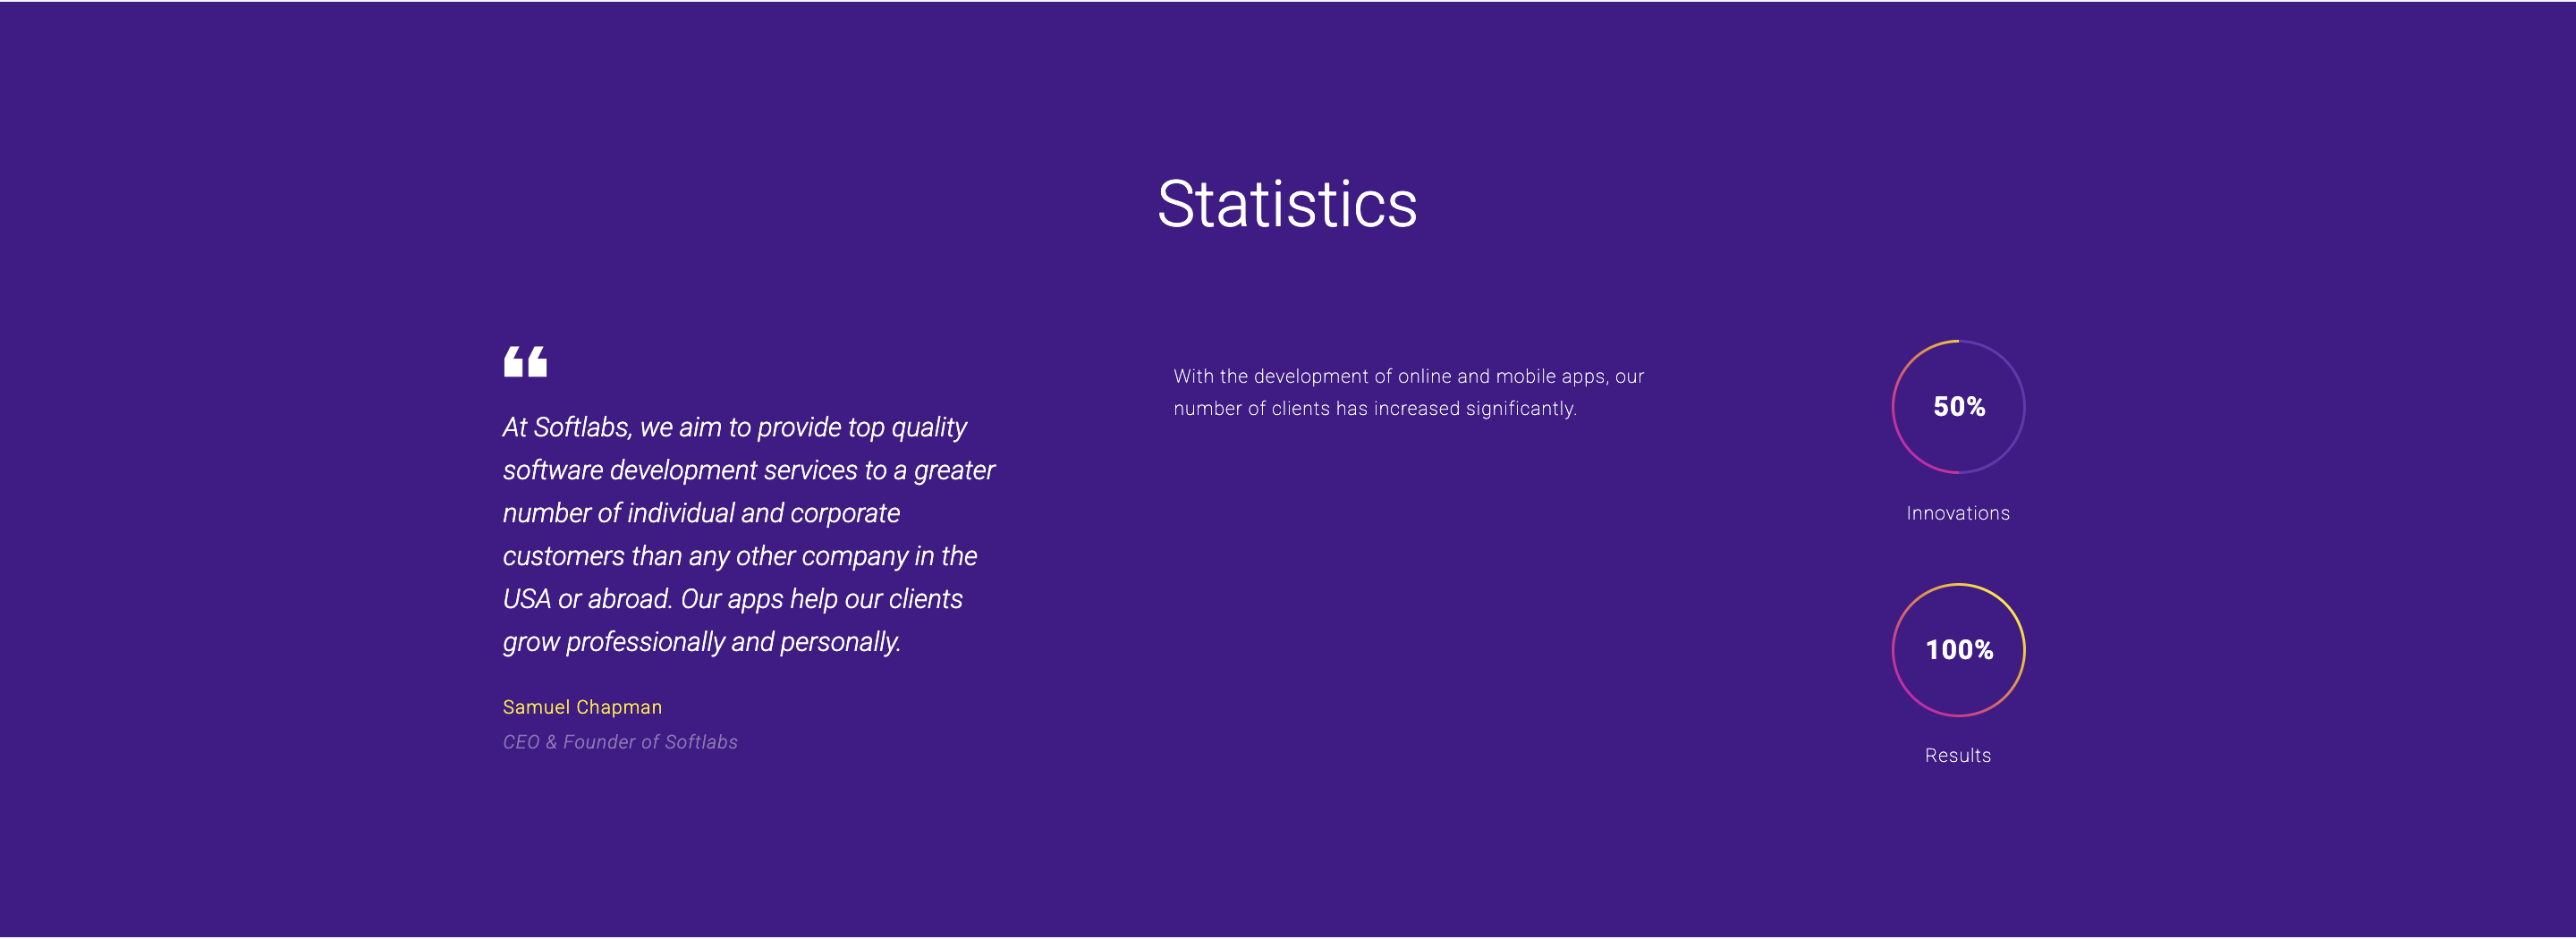 Statistics
“
At Softlabs, we aim to provide top quality
software development services to a greater
number of individual and corporate
customers than any other company in the
USA or abroad. Our apps help our clients
grow professionally and personally.
Samuel Chapman
CEO & Founder of Softlabs
With the development of online and mobile apps, our
number of clients has increased significantly.
50%
Innovations
100%
Results